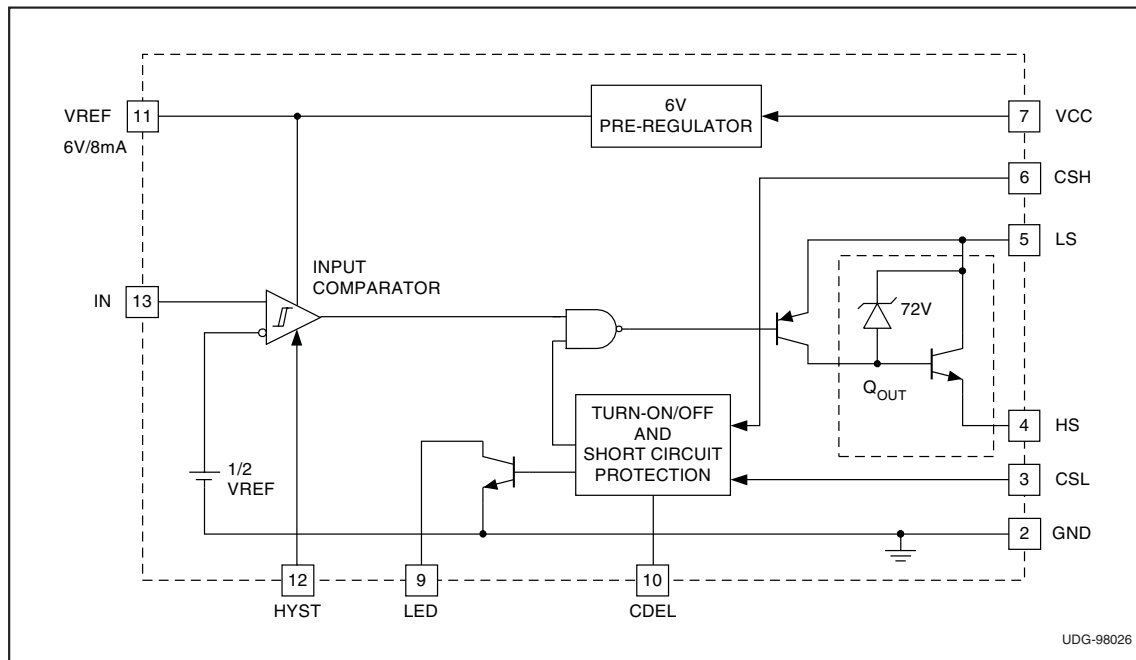 6V
PRE-REGULATOR
VREF
11
6V/8mA
7
VCC
6
CSH
5
LS
INPUT
COMPARATOR
IN
13
72V
QOUT
TURN-ON/OFF
AND
SHORT CIRCUIT
PROTECTION
4
HS
3
CSL
1/2
VREF
2
GND
12
HYST
9
LED
10
CDEL
UDG-98026